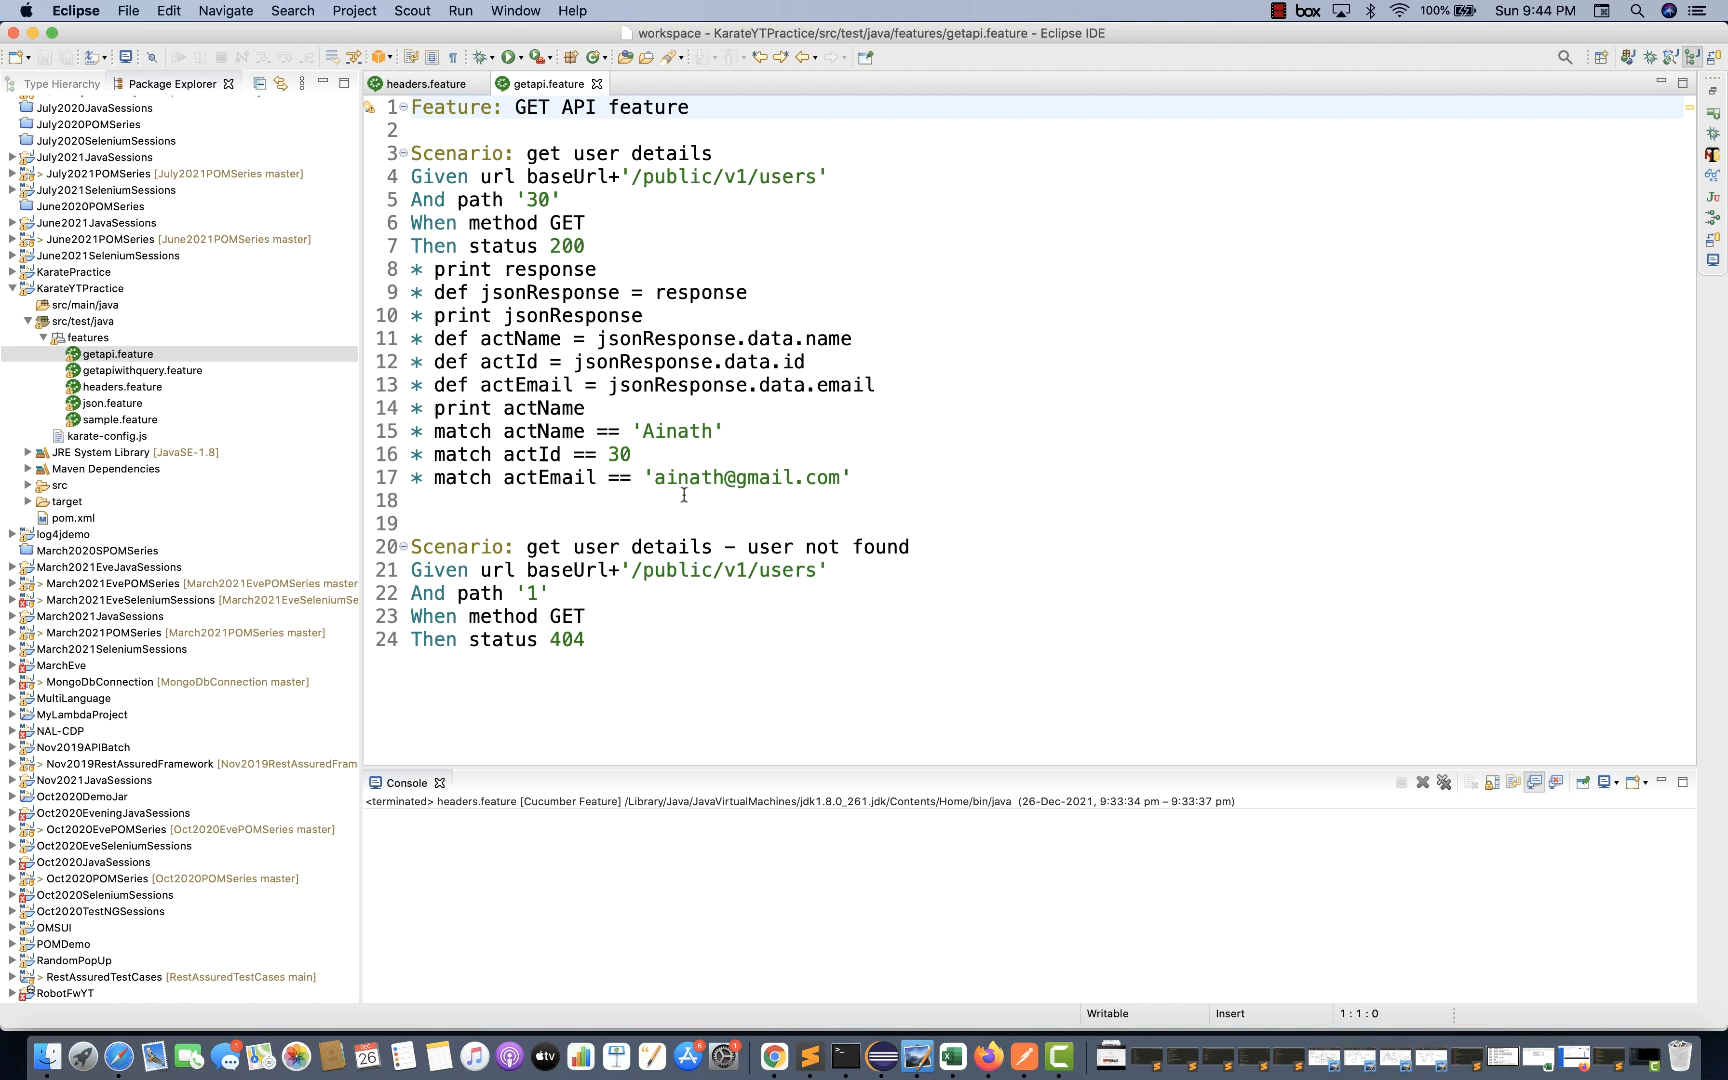 Eclipse File Edit Navigate Search Project Scout Run Window Help box 100% Sun 9:44 PM
workspace - KarateYTPractice/src/test/java/features/getapi.feature - Eclipse IDE
Type Hierarchy Package Explorer headers.feature getapi.feature
July2020JavaSessions
July2020POMSeries
July2020SeleniumSessions
July2021JavaSessions
> July2021POMSeries [July2021POMSeries master]
July2021SeleniumSessions
June2020POMSeries
June2021JavaSessions
> June2021POMSeries [June2021POMSeries master]
June2021SeleniumSessions
KaratePractice
KarateYTPractice
src/main/java
src/test/java
features
getapi.feature
getapiwithquery.feature
headers.feature
json.feature
sample.feature
karate-config.js
JRE System Library [JavaSE-1.8]
Maven Dependencies
src
target
pom.xml
log4jdemo
March2020SPOMSeries
March2021EveJavaSessions
> March2021EvePOMSeries [March2021EvePOMSeries master
> March2021EveSeleniumSessions [March2021EveSeleniumSe
March2021JavaSessions
> March2021POMSeries [March2021POMSeries master]
March2021SeleniumSessions
MarchEve
> MongoDbConnection [MongoDbConnection master]
MultiLanguage
MyLambdaProject
NAL-CDP
Nov2019APIBatch
> Nov2019RestAssuredFramework [Nov2019RestAssuredFram
Nov2021JavaSessions
Oct2020DemoJar
Oct2020EveningJavaSessions
> Oct2020EvePOMSeries [Oct2020EvePOMSeries master]
Oct2020EveSeleniumSessions
Oct2020JavaSessions
> Oct2020POMSeries [Oct2020POMSeries master]
Oct2020SeleniumSessions
Oct2020TestNGSessions
OMSUI
POMDemo
RandomPopUp
> RestAssuredTestCases [RestAssuredTestCases main]
RobotFwYT
1 Feature: GET API feature
2
3 Scenario: get user details
4 Given url baseUrl+'/public/v1/users'
5 And path '30'
6 When method GET
7 Then status 200
8 * print response
9 * def jsonResponse = response
10 * print jsonResponse
11 * def actName = jsonResponse.data.name
12 * def actId = jsonResponse.data.id
13 * def actEmail = jsonResponse.data.email
14 * print actName
15 * match actName == 'Ainath'
16 * match actId == 30
17 * match actEmail == 'ainath@gmail.com'
18
19
20 Scenario: get user details - user not found
21 Given url baseUrl+'/public/v1/users'
22 And path '1'
23 When method GET
24 Then status 404
Console
<terminated> headers.feature [Cucumber Feature] /Library/Java/JavaVirtualMachines/jdk1.8.0_261.jdk/Contents/Home/bin/java (26-Dec-2021, 9:33:34 pm – 9:33:37 pm)
Writable Insert 1 : 1 : 0
DEC 26 tv